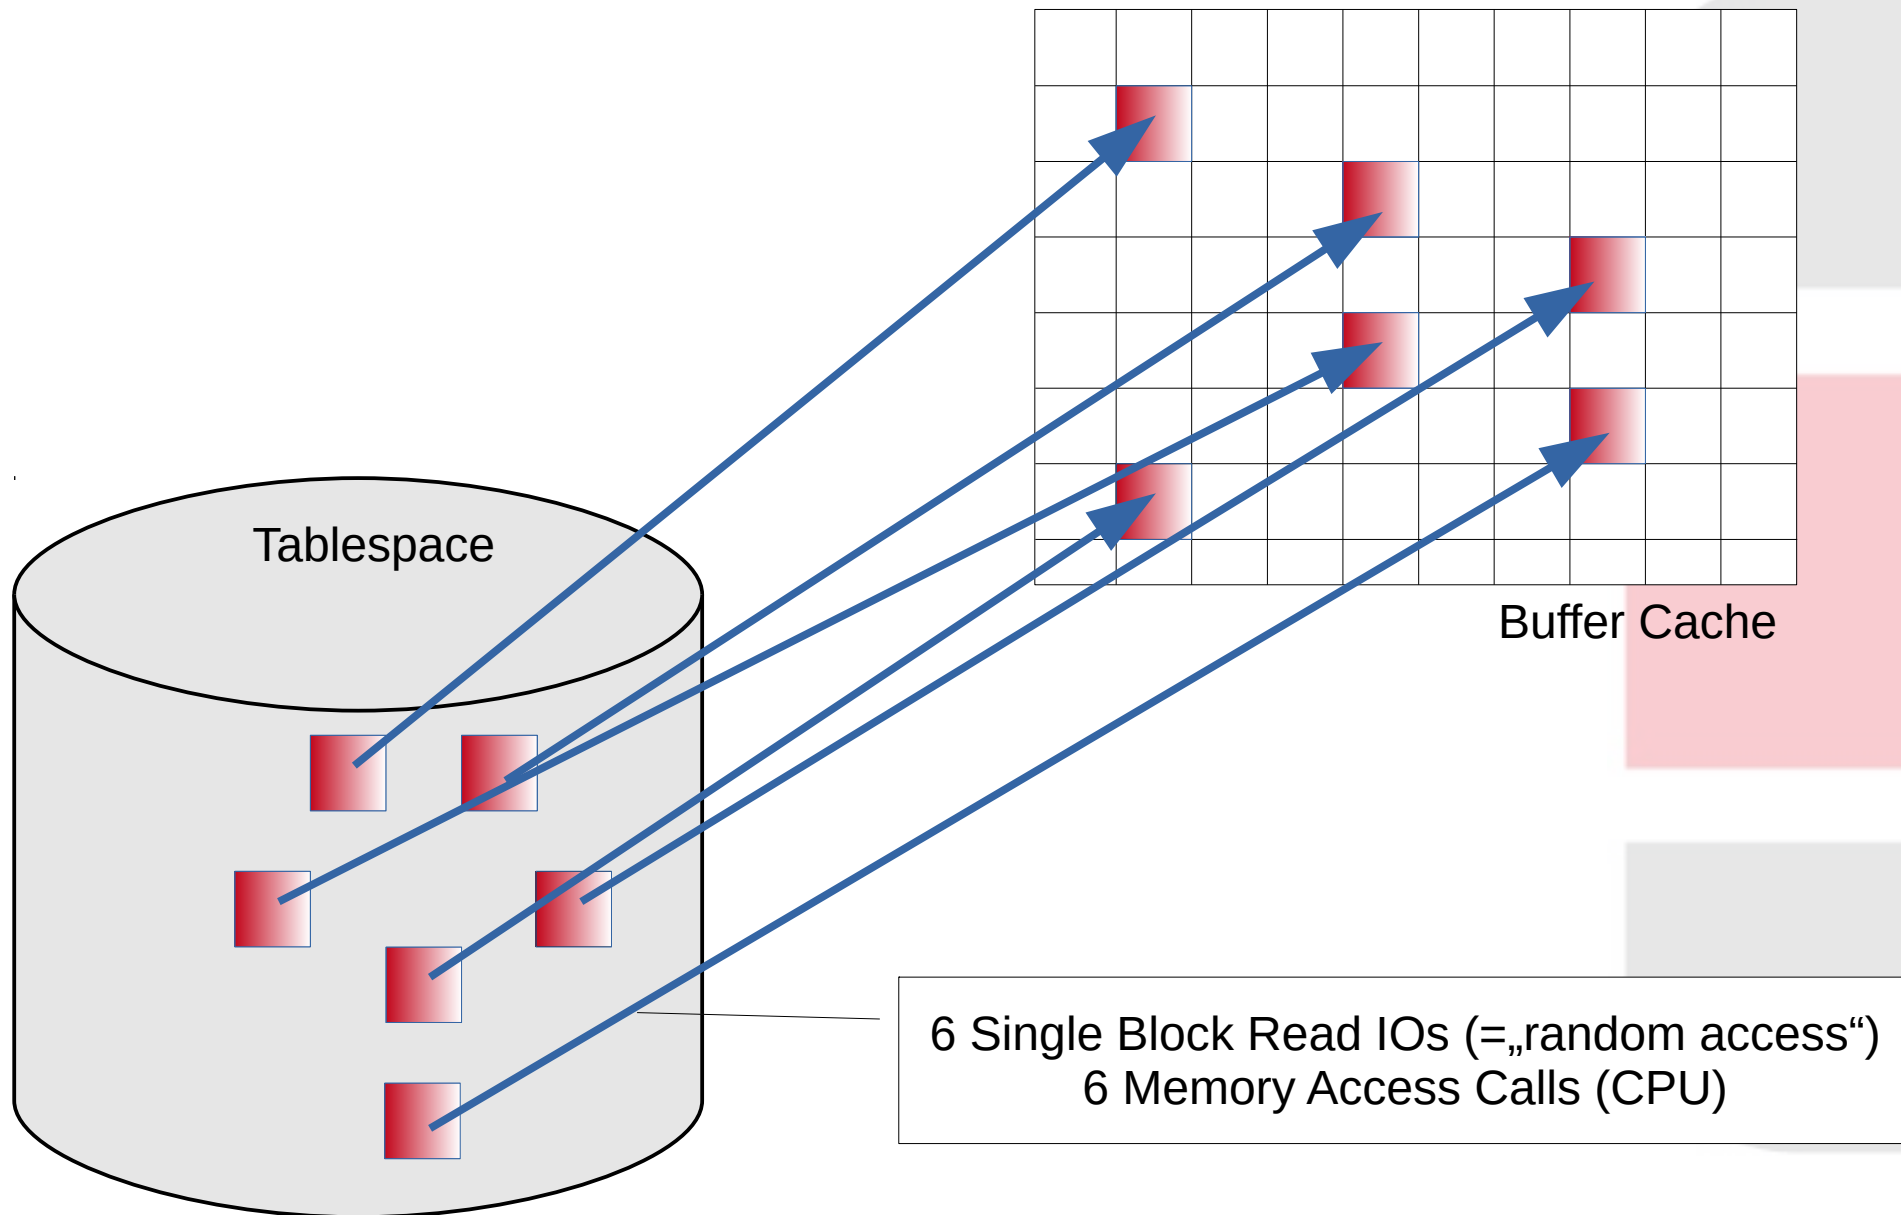 Tablespace
Buffer Cache
6 Single Block Read IOs (=„random access“)
6 Memory Access Calls (CPU)